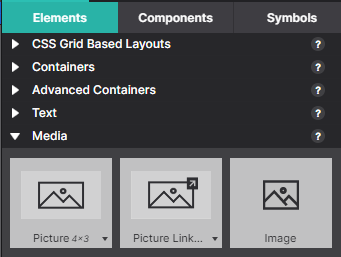 Elements Components Symbols
CSS Grid Based Layouts ?
Containers ?
Advanced Containers ?
Text ?
Media ?
Picture 4×3 Picture Link... Image